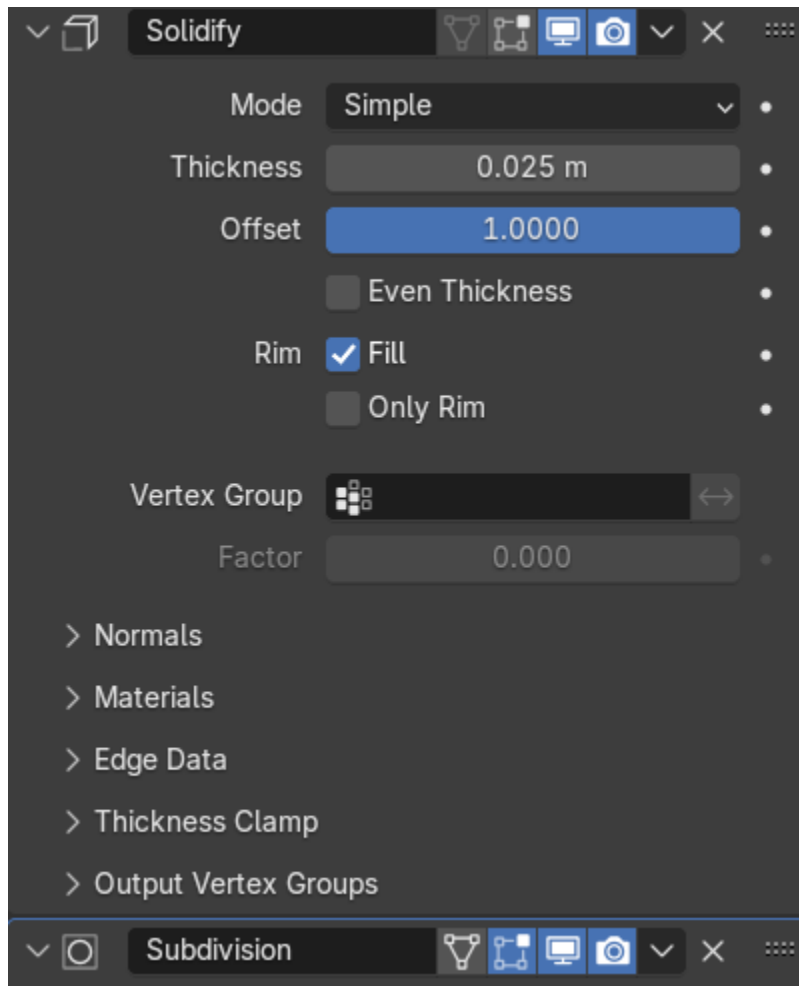 Solidify
Mode Simple
Thickness 0.025 m
Offset 1.0000
Even Thickness
Rim Fill
Only Rim
Vertex Group
Factor 0.000
Normals
Materials
Edge Data
Thickness Clamp
Output Vertex Groups
Subdivision